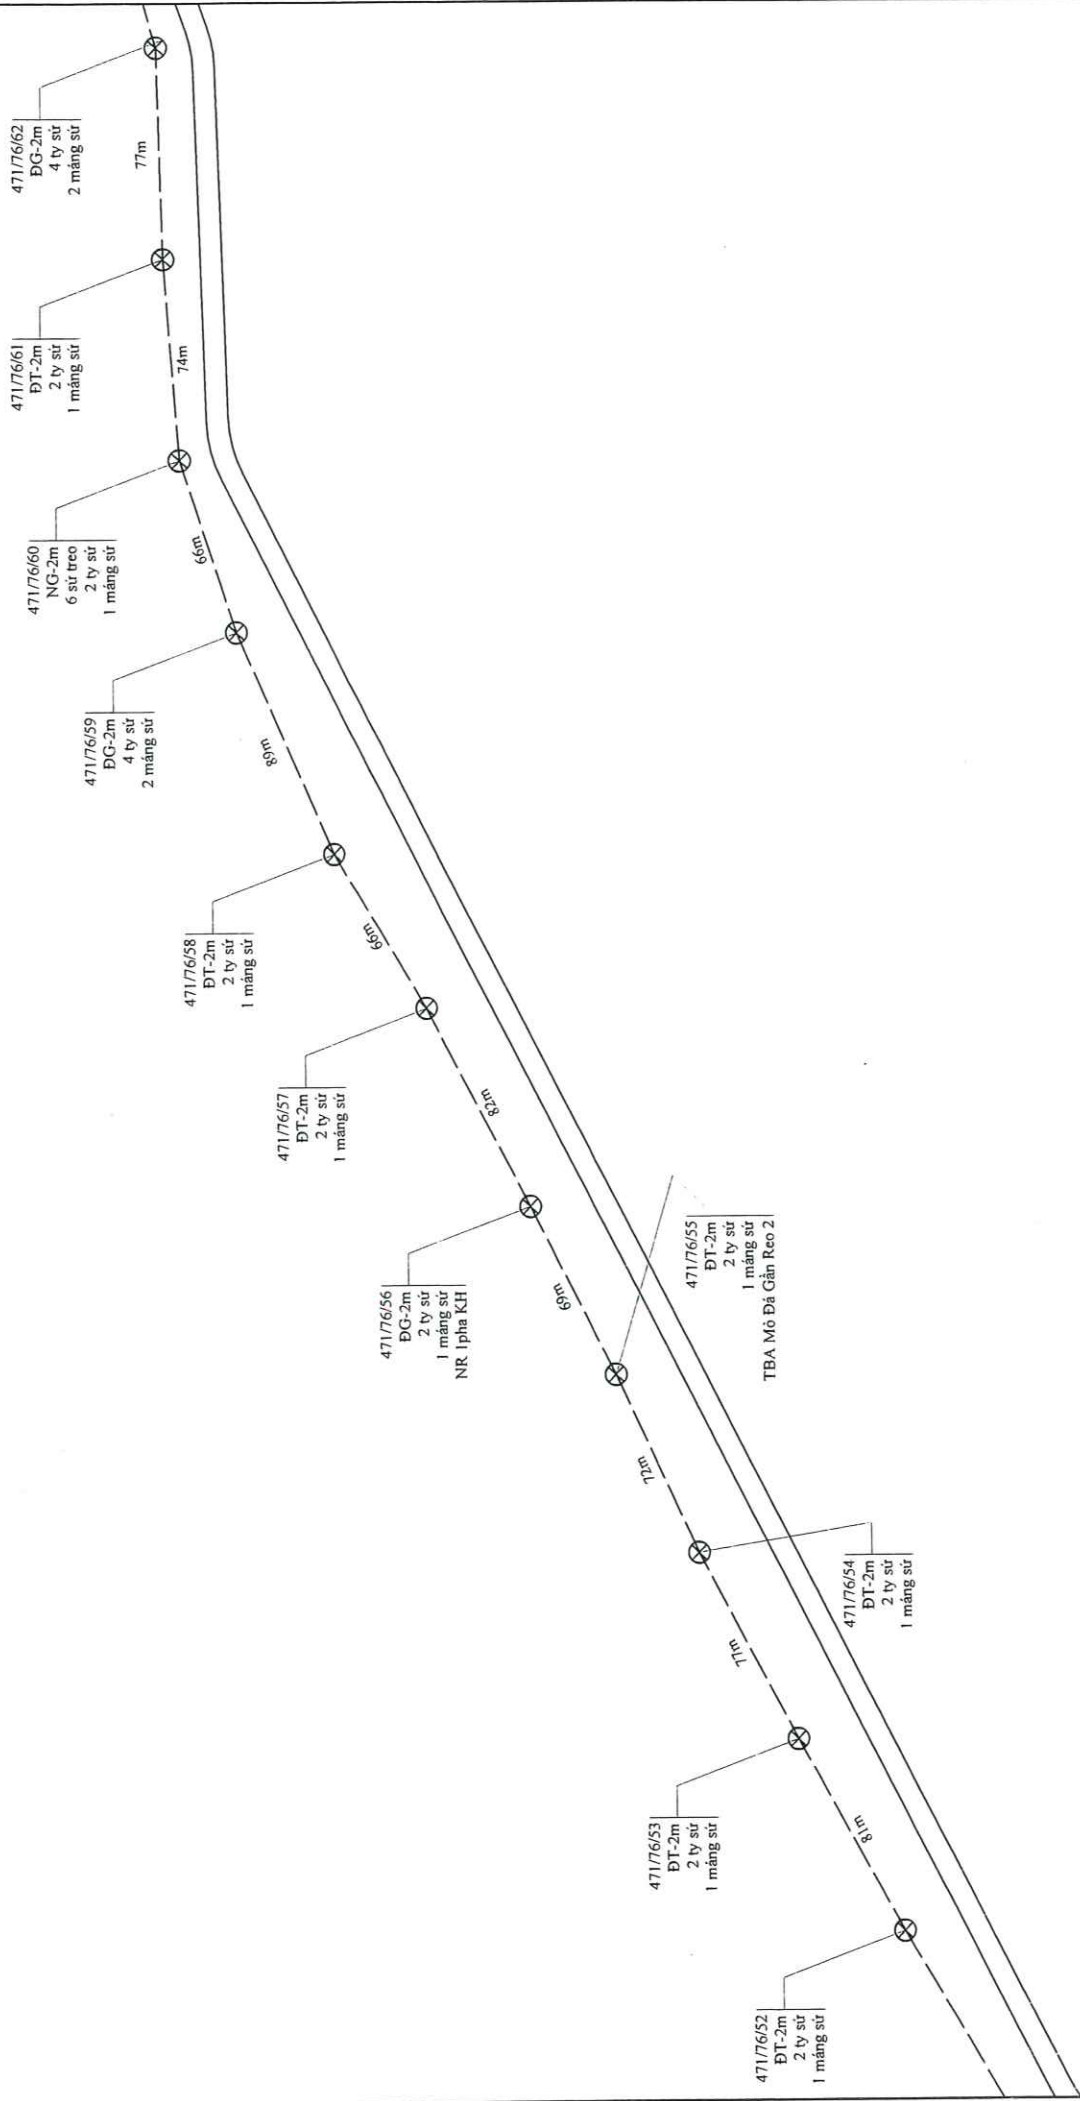 471/76/62
ĐG-2m
4 ty sứ
2 máng sứ
77m
471/76/61
ĐT-2m
2 ty sứ
1 máng sứ
74m
471/76/60
NG-2m
6 sứ treo
2 ty sứ
1 máng sứ
66m
471/76/59
ĐG-2m
4 ty sứ
2 máng sứ
89m
471/76/58
ĐT-2m
2 ty sứ
1 máng sứ
66m
471/76/57
ĐT-2m
2 ty sứ
1 máng sứ
82m
471/76/56
ĐG-2m
2 ty sứ
1 máng sứ
NR 1pha KH
69m
471/76/55
ĐT-2m
2 ty sứ
1 máng sứ
TBA Mỏ Đá Gần Reo 2
72m
471/76/54
ĐT-2m
2 ty sứ
1 máng sứ
77m
471/76/53
ĐT-2m
2 ty sứ
1 máng sứ
81m
471/76/52
ĐT-2m
2 ty sứ
1 máng sứ